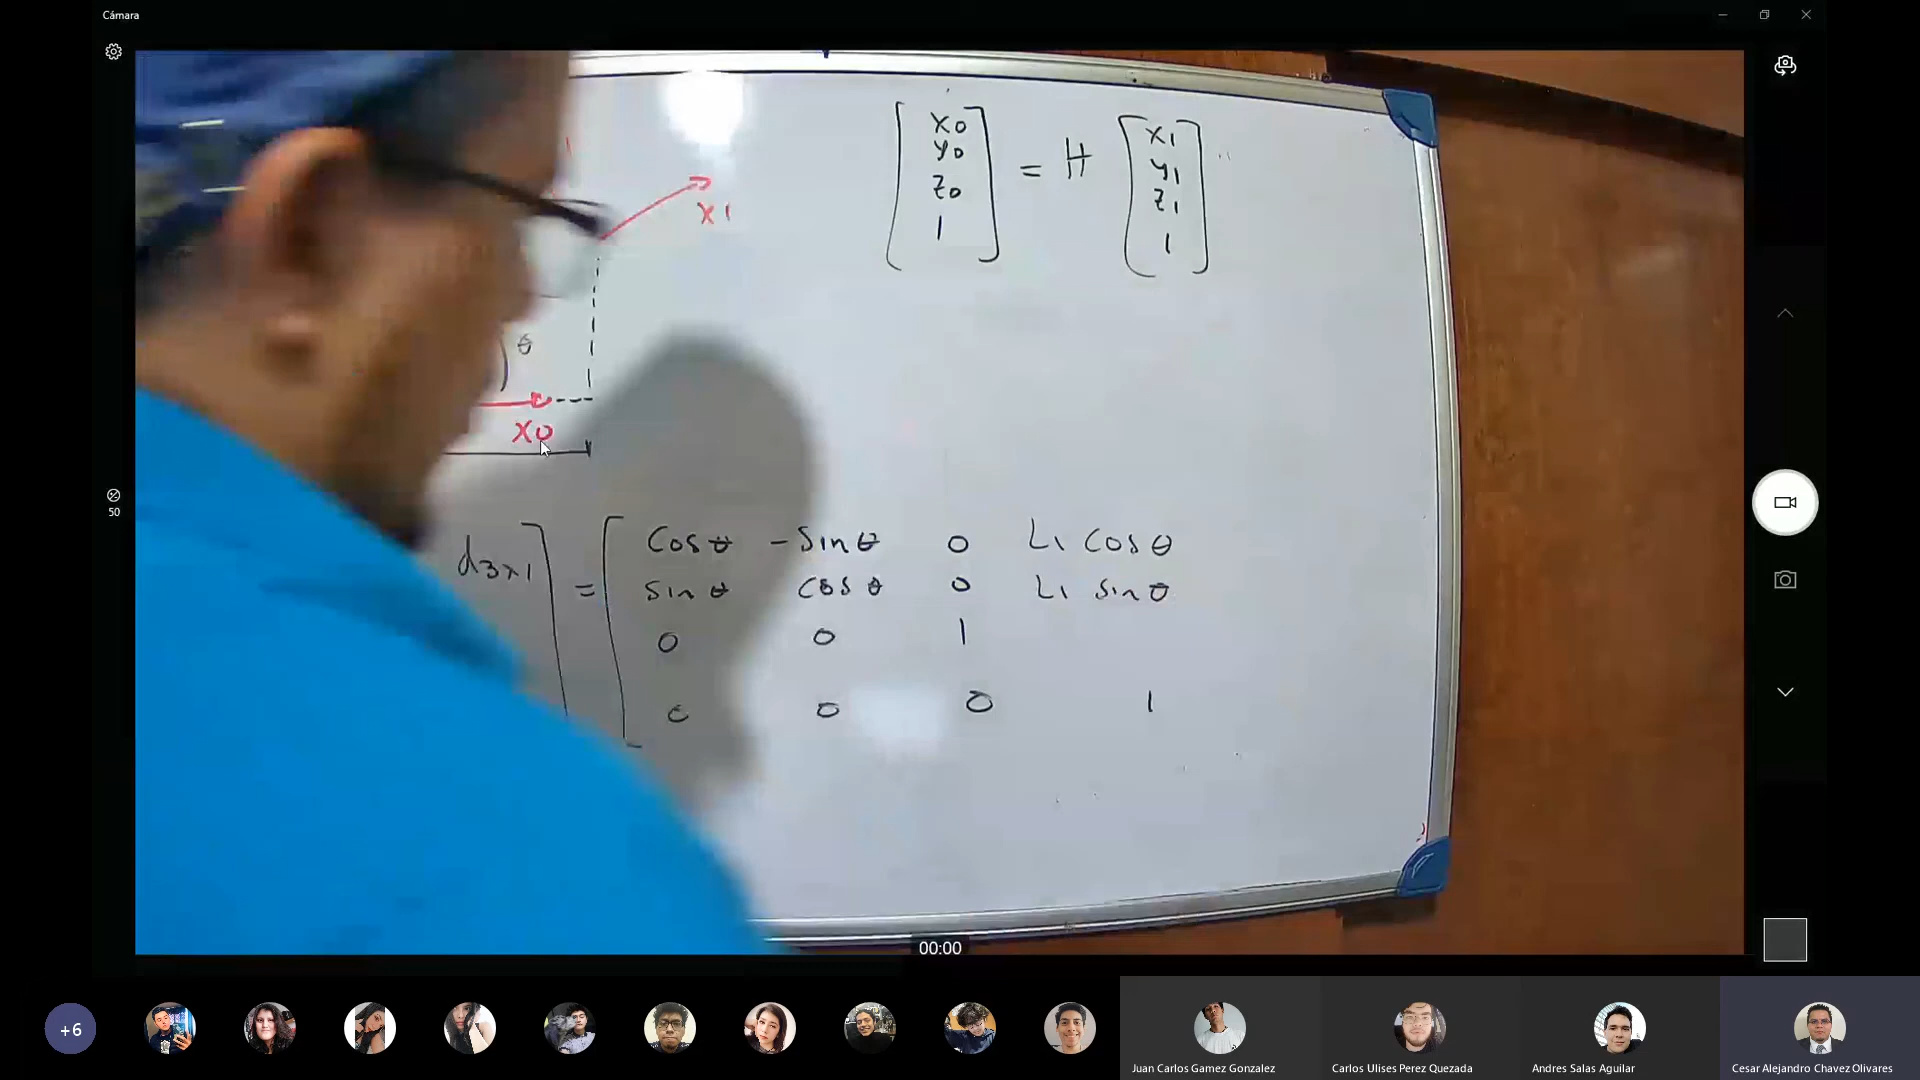 Cámara
x0
y0
z0
1
= H
x1
y1
z1
1
x1
θ
x0
50
d3x1
=
Cos θ -Sin θ 0 L1 Cos θ
Sin θ Cos θ 0 L1 Sin θ
0 0 1
0 0 0 1
00:00
+6
Juan Carlos Gamez Gonzalez
Carlos Ulises Perez Quezada
Andres Salas Aguilar
Cesar Alejandro Chavez Olivares